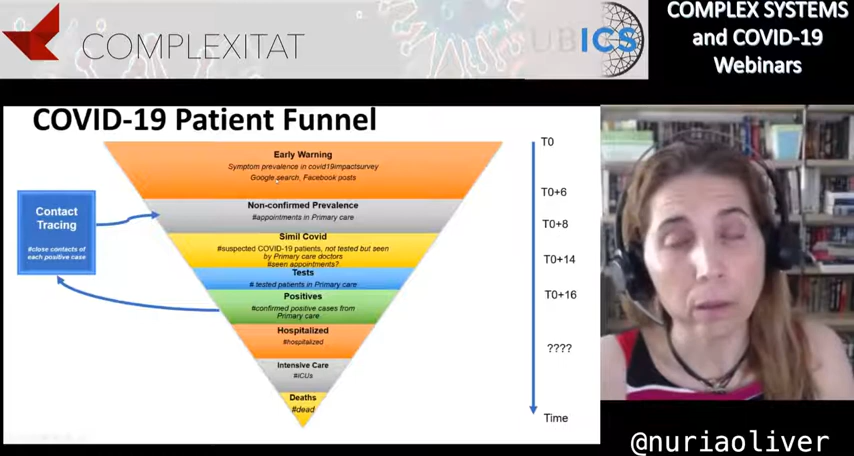 COMPLEXITAT
UBICS
COMPLEX SYSTEMS
and COVID-19
Webinars
COVID-19 Patient Funnel
Early Warning
Symptom prevalence in covid19impactsurvey
Google search, Facebook posts
Non-confirmed Prevalence
#appointments in Primary care
Simil Covid
#suspected COVID-19 patients, not tested but seen
by Primary care doctors
#seen appointments?
Tests
# tested patients in Primary care
Positives
#confirmed positive cases from
Primary care
Hospitalized
#hospitalized
Intensive Care
#ICUs
Deaths
#dead
Contact
Tracing
#close contacts of
each positive case
T0
T0+6
T0+8
T0+14
T0+16
????
Time
@nuriaoliver